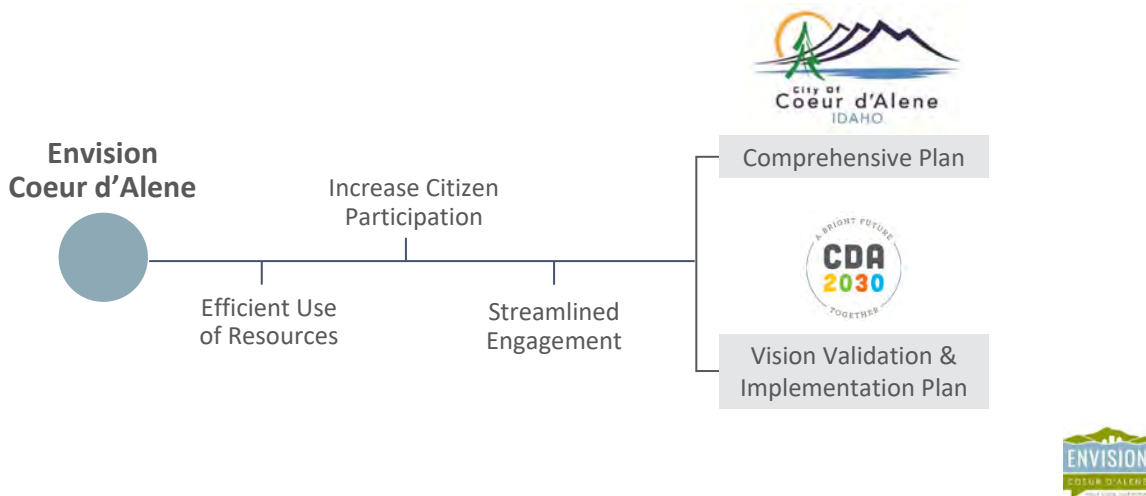 City of
Coeur d'Alene
IDAHO
Envision
Coeur d'Alene
Comprehensive Plan
Increase Citizen
Participation
A BRIGHT FUTURE
CDA
2030
TOGETHER
Efficient Use
of Resources
Streamlined
Engagement
Vision Validation &
Implementation Plan
ENVISION
COEUR D'ALENE